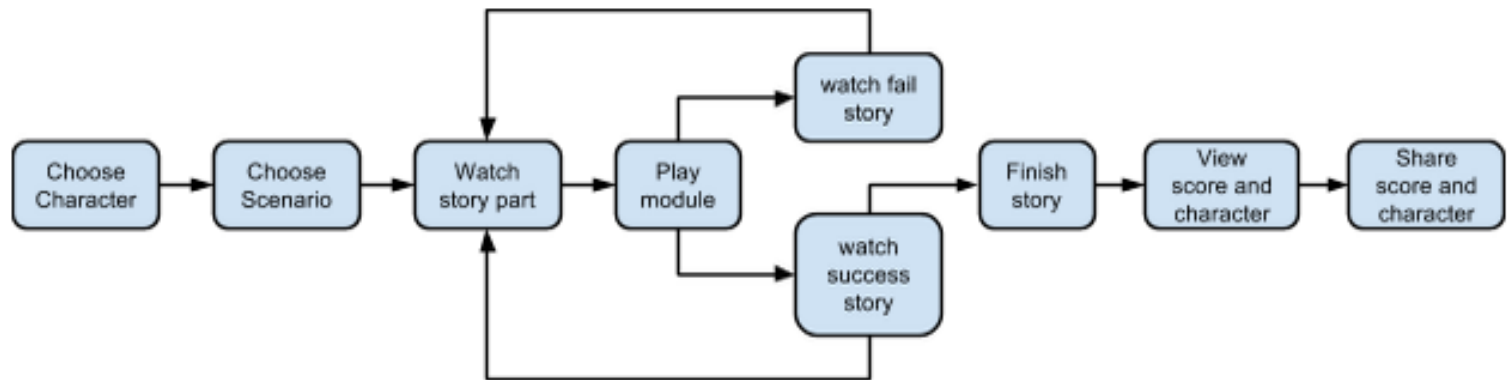 Choose
Character
Choose
Scenario
Watch
story part
Play
module
watch fail
story
watch
success
story
Finish
story
View
score and
character
Share
score and
character